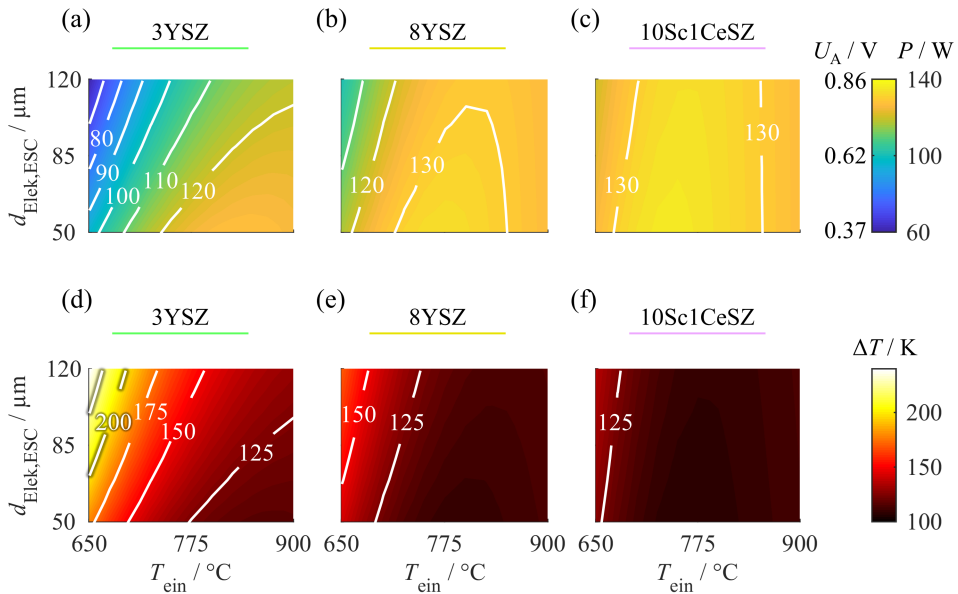 (a)
3YSZ
(b)
8YSZ
(c)
10Sc1CeSZ
U_A / V
P / W
120
85
50
d_Elek,ESC / μm
80
90
100
110
120
120
130
130
130
0.86
0.62
0.37
140
100
60
(d)
3YSZ
(e)
8YSZ
(f)
10Sc1CeSZ
ΔT / K
120
85
50
d_Elek,ESC / μm
200
175
150
125
150
125
125
200
150
100
650
775
900
650
775
900
650
775
900
T_ein / °C
T_ein / °C
T_ein / °C